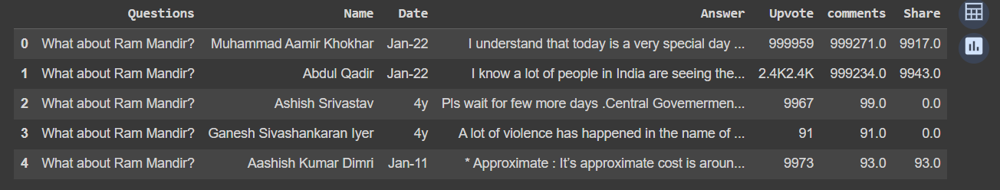 Questions Name Date Answer Upvote comments Share
0 What about Ram Mandir? Muhammad Aamir Khokhar Jan-22 I understand that today is a very special day ... 999959 999271.0 9917.0
1 What about Ram Mandir? Abdul Qadir Jan-22 I know a lot of people in India are seeing the... 2.4K2.4K 999234.0 9943.0
2 What about Ram Mandir? Ashish Srivastav 4y Pls wait for few more days .Central Govemermen... 9967 99.0 0.0
3 What about Ram Mandir? Ganesh Sivashankaran Iyer 4y A lot of violence has happened in the name of ... 91 91.0 0.0
4 What about Ram Mandir? Aashish Kumar Dimri Jan-11 * Approximate : It’s approximate cost is aroun... 9973 93.0 93.0